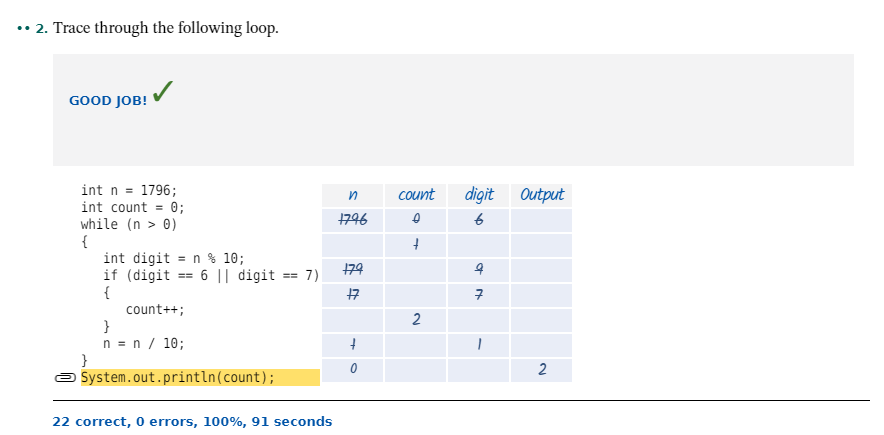 •• 2. Trace through the following loop.
GOOD JOB! ✓
int n = 1796;
int count = 0;
while (n > 0)
{
int digit = n % 10;
if (digit == 6 || digit == 7)
{
count++;
}
n = n / 10;
}
System.out.println(count);
n count digit Output
1796 0 6
1
179 9
17 7
2
1 1
0 2
22 correct, 0 errors, 100%, 91 seconds